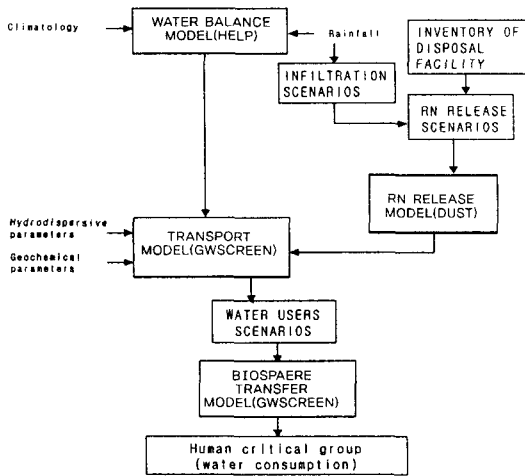 Climatology
WATER BALANCE
MODEL(HELP)
Rainfall
INVENTORY OF
DISPOSAL
FACILITY
INFILTRATION
SCENARIOS
RN RELEASE
SCENARIOS
RN RELEASE
MODEL(DUST)
Hydrodispersive
parameters
Geochemical
parameters
TRANSPORT
MODEL(GWSCREEN)
WATER USERS
SCENARIOS
BIOSPAERE
TRANSFER
MODEL(GWSCREEN)
Human critical group
(water consumption)